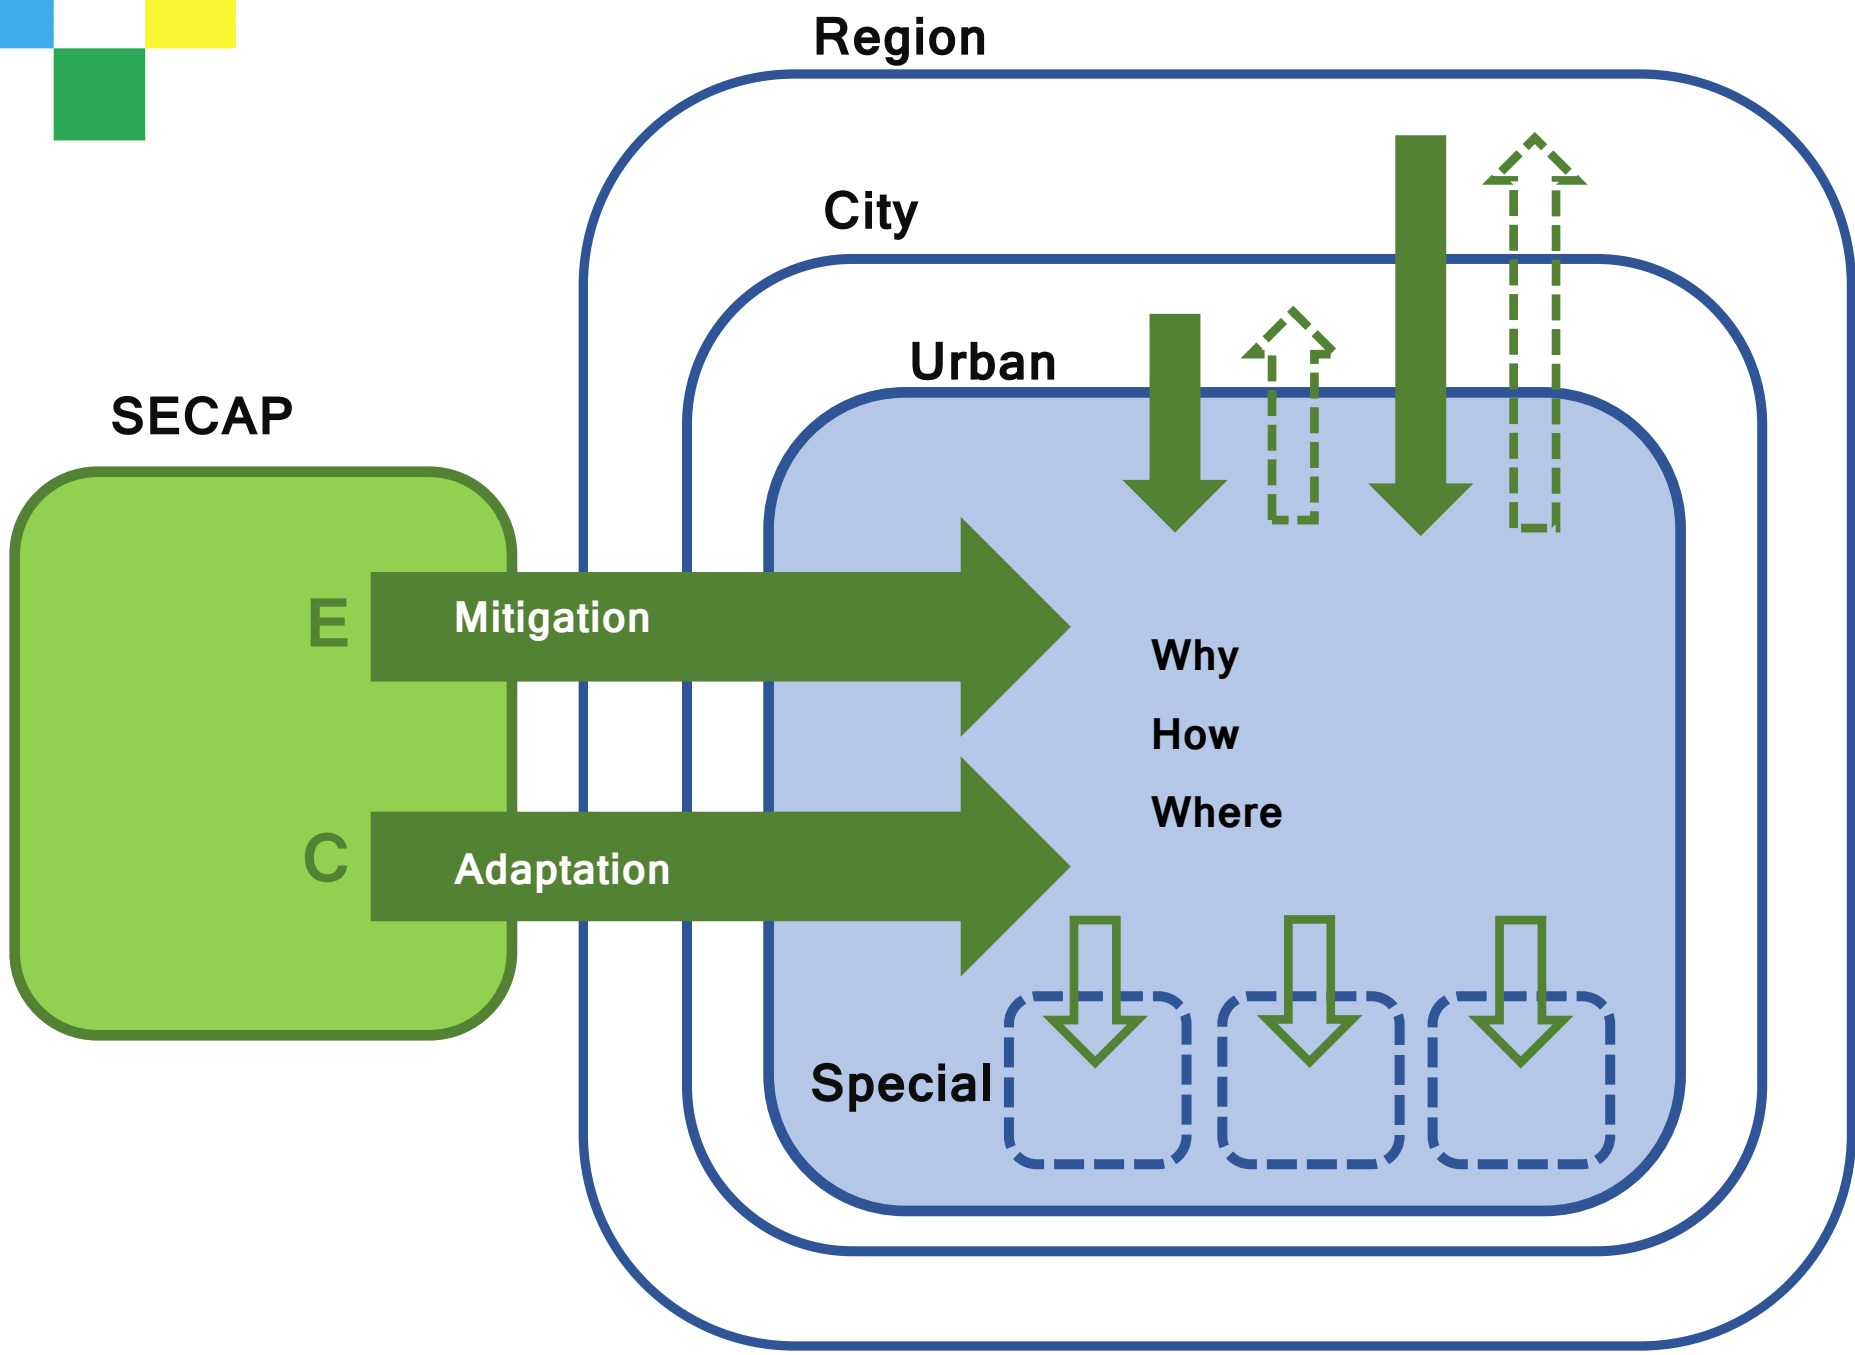 Region
City
Urban
SECAP
E
Mitigation
Why
How
Where
C
Adaptation
Special